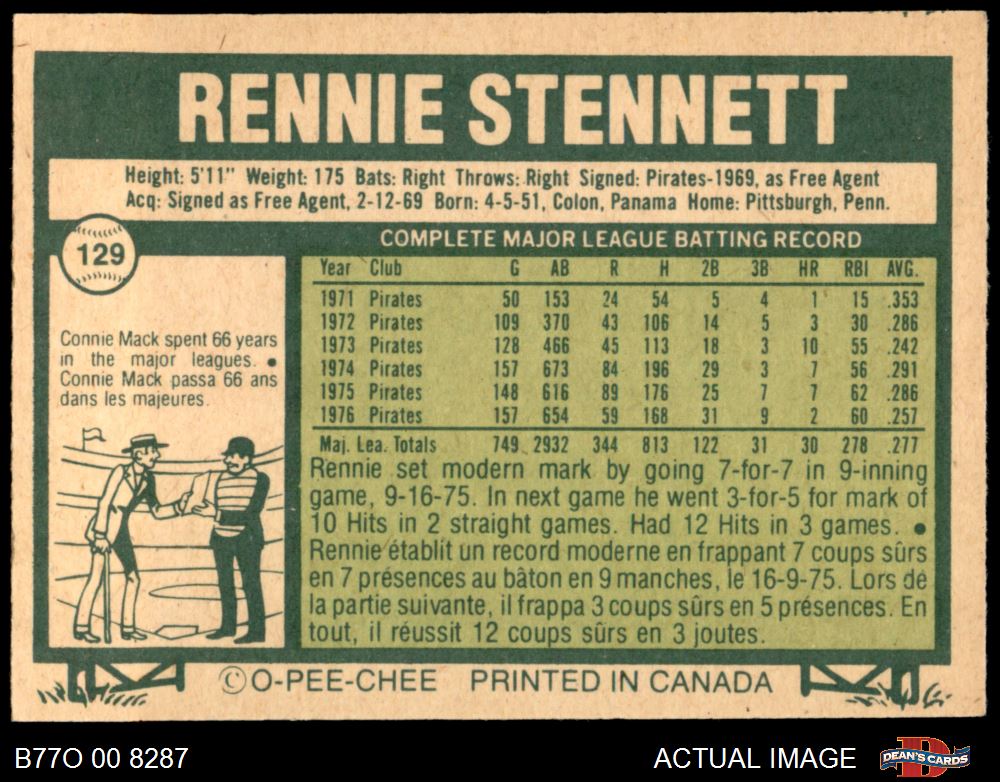 RENNIE STENNETT
Height: 5'11" Weight: 175 Bats: Right Throws: Right Signed: Pirates-1969, as Free Agent
Acq: Signed as Free Agent, 2-12-69 Born: 4-5-51, Colon, Panama Home: Pittsburgh, Penn.
129
COMPLETE MAJOR LEAGUE BATTING RECORD
Year Club G AB R H 2B 3B HR RBI AVG.
1971 Pirates 50 153 24 54 5 4 1 15 .353
1972 Pirates 109 370 43 106 14 5 3 30 .286
1973 Pirates 128 466 45 113 18 3 10 55 .242
1974 Pirates 157 673 84 196 29 3 7 56 .291
1975 Pirates 148 616 89 176 25 7 7 62 .286
1976 Pirates 157 654 59 168 31 9 2 60 .257
Maj. Lea. Totals 749 2932 344 813 122 31 30 278 .277
Connie Mack spent 66 years
in the major leagues. •
Connie Mack passa 66 ans
dans les majeures.
Rennie set modern mark by going 7-for-7 in 9-inning
game, 9-16-75. In next game he went 3-for-5 for mark of
10 Hits in 2 straight games. Had 12 Hits in 3 games. •
Rennie établit un record moderne en frappant 7 coups sûrs
en 7 présences au bâton en 9 manches, le 16-9-75. Lors de
la partie suivante, il frappa 3 coups sûrs en 5 présences. En
tout, il réussit 12 coups sûrs en 3 joutes.
© O-PEE-CHEE PRINTED IN CANADA
B77O 00 8287
ACTUAL IMAGE
DEAN'S CARDS